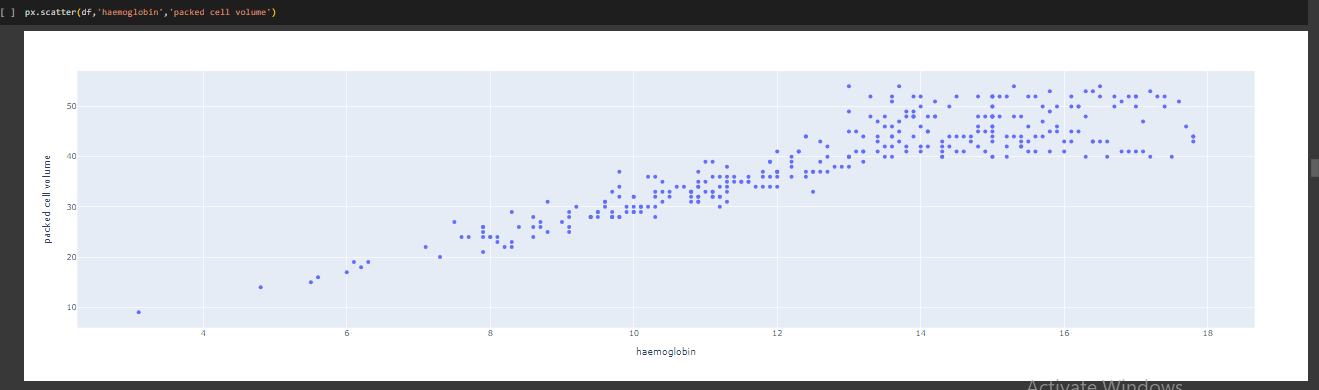 [ ] px.scatter(df,'haemoglobin','packed cell volume')
50
40
30
20
10
packed cell volume
4 6 8 10 12 14 16 18
haemoglobin
Activate Windows